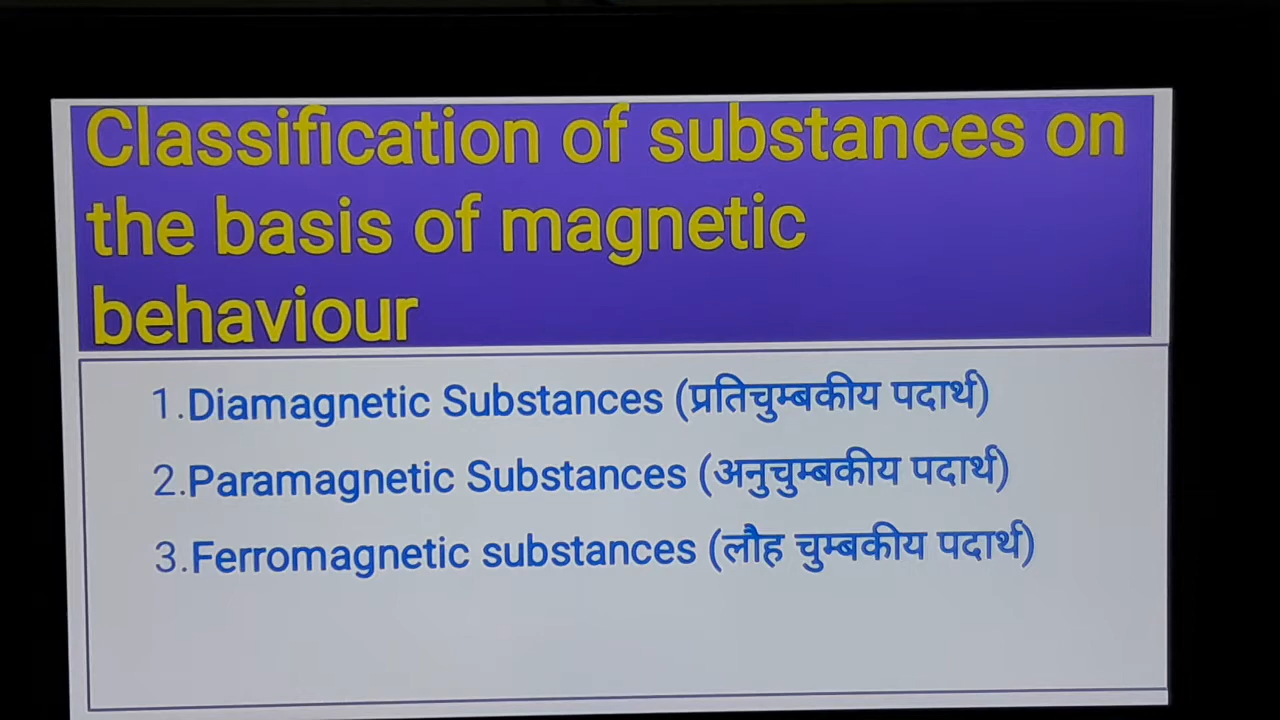 Classification of substances on
the basis of magnetic
behaviour
1.Diamagnetic Substances (प्रतिचुम्बकीय पदार्थ)
2.Paramagnetic Substances (अनुचुम्बकीय पदार्थ)
3.Ferromagnetic substances (लौह चुम्बकीय पदार्थ)